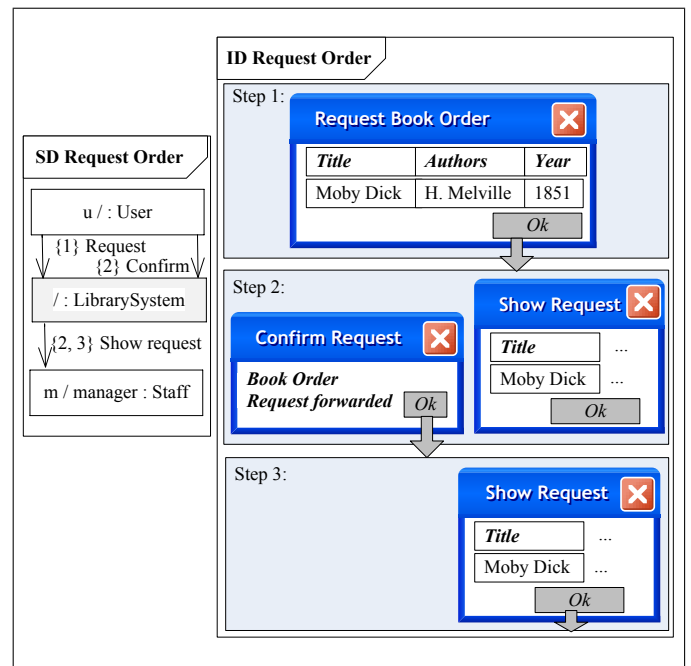 SD Request Order
u / : User
{1} Request
{2} Confirm
/ : LibrarySystem
{2, 3} Show request
m / manager : Staff
ID Request Order
Step 1:
Request Book Order
Title Authors Year
Moby Dick H. Melville 1851
Ok
Step 2:
Confirm Request
Book Order
Request forwarded
Ok
Show Request
Title ...
Moby Dick ...
Ok
Step 3:
Show Request
Title ...
Moby Dick ...
Ok